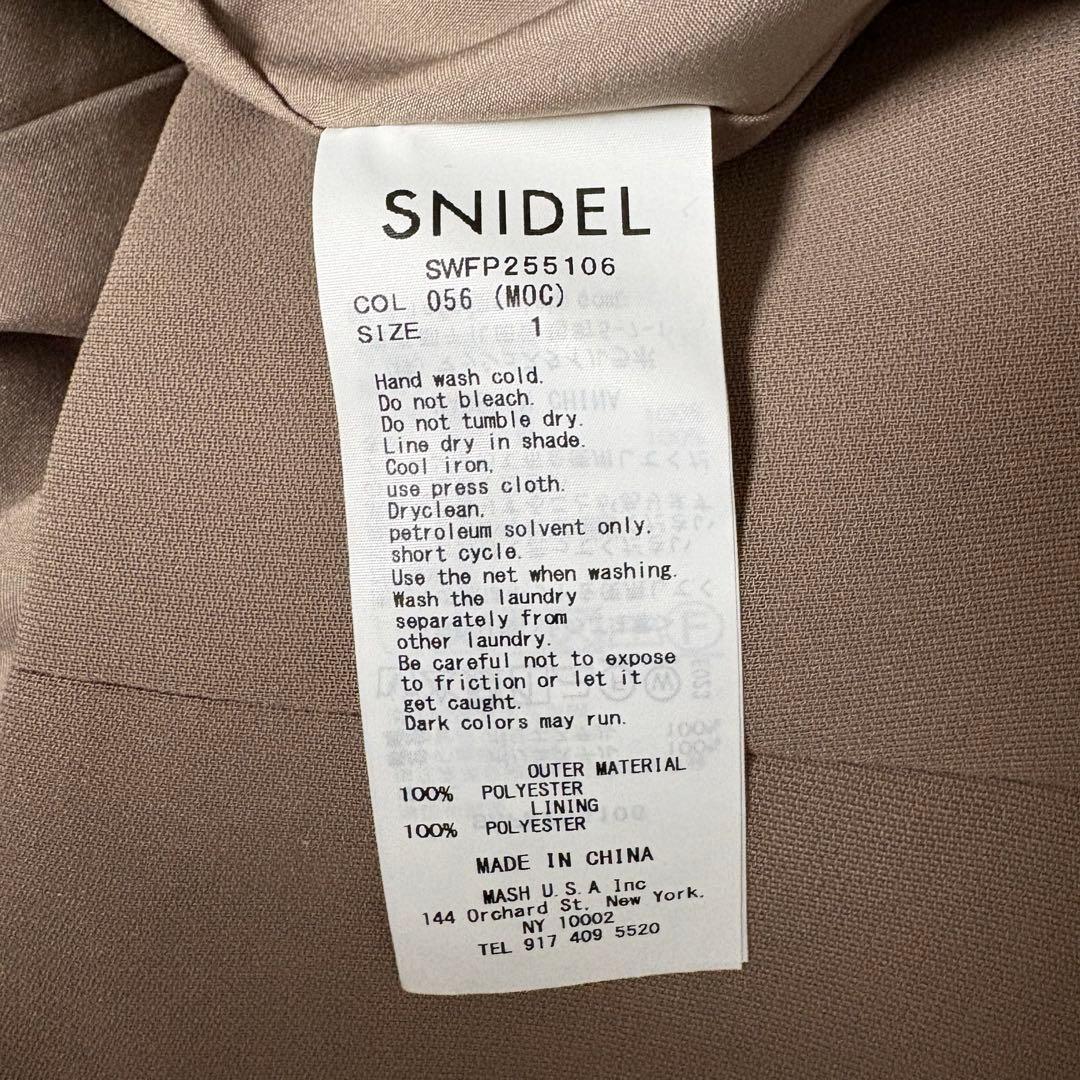 SNIDEL
SWFP255106
COL 056 (MOC)
SIZE 1
Hand wash cold.
Do not bleach.
Do not tumble dry.
Line dry in shade.
Cool iron.
use press cloth.
Dryclean.
petroleum solvent only.
short cycle.
Use the net when washing.
Wash the laundry
separately from
other laundry.
Be careful not to expose
to friction or let it
get caught.
Dark colors may run.
OUTER MATERIAL
100% POLYESTER
LINING
100% POLYESTER
MADE IN CHINA
MASH U.S.A Inc
144 Orchard St. New York.
NY 10002
TEL 917 409 5520